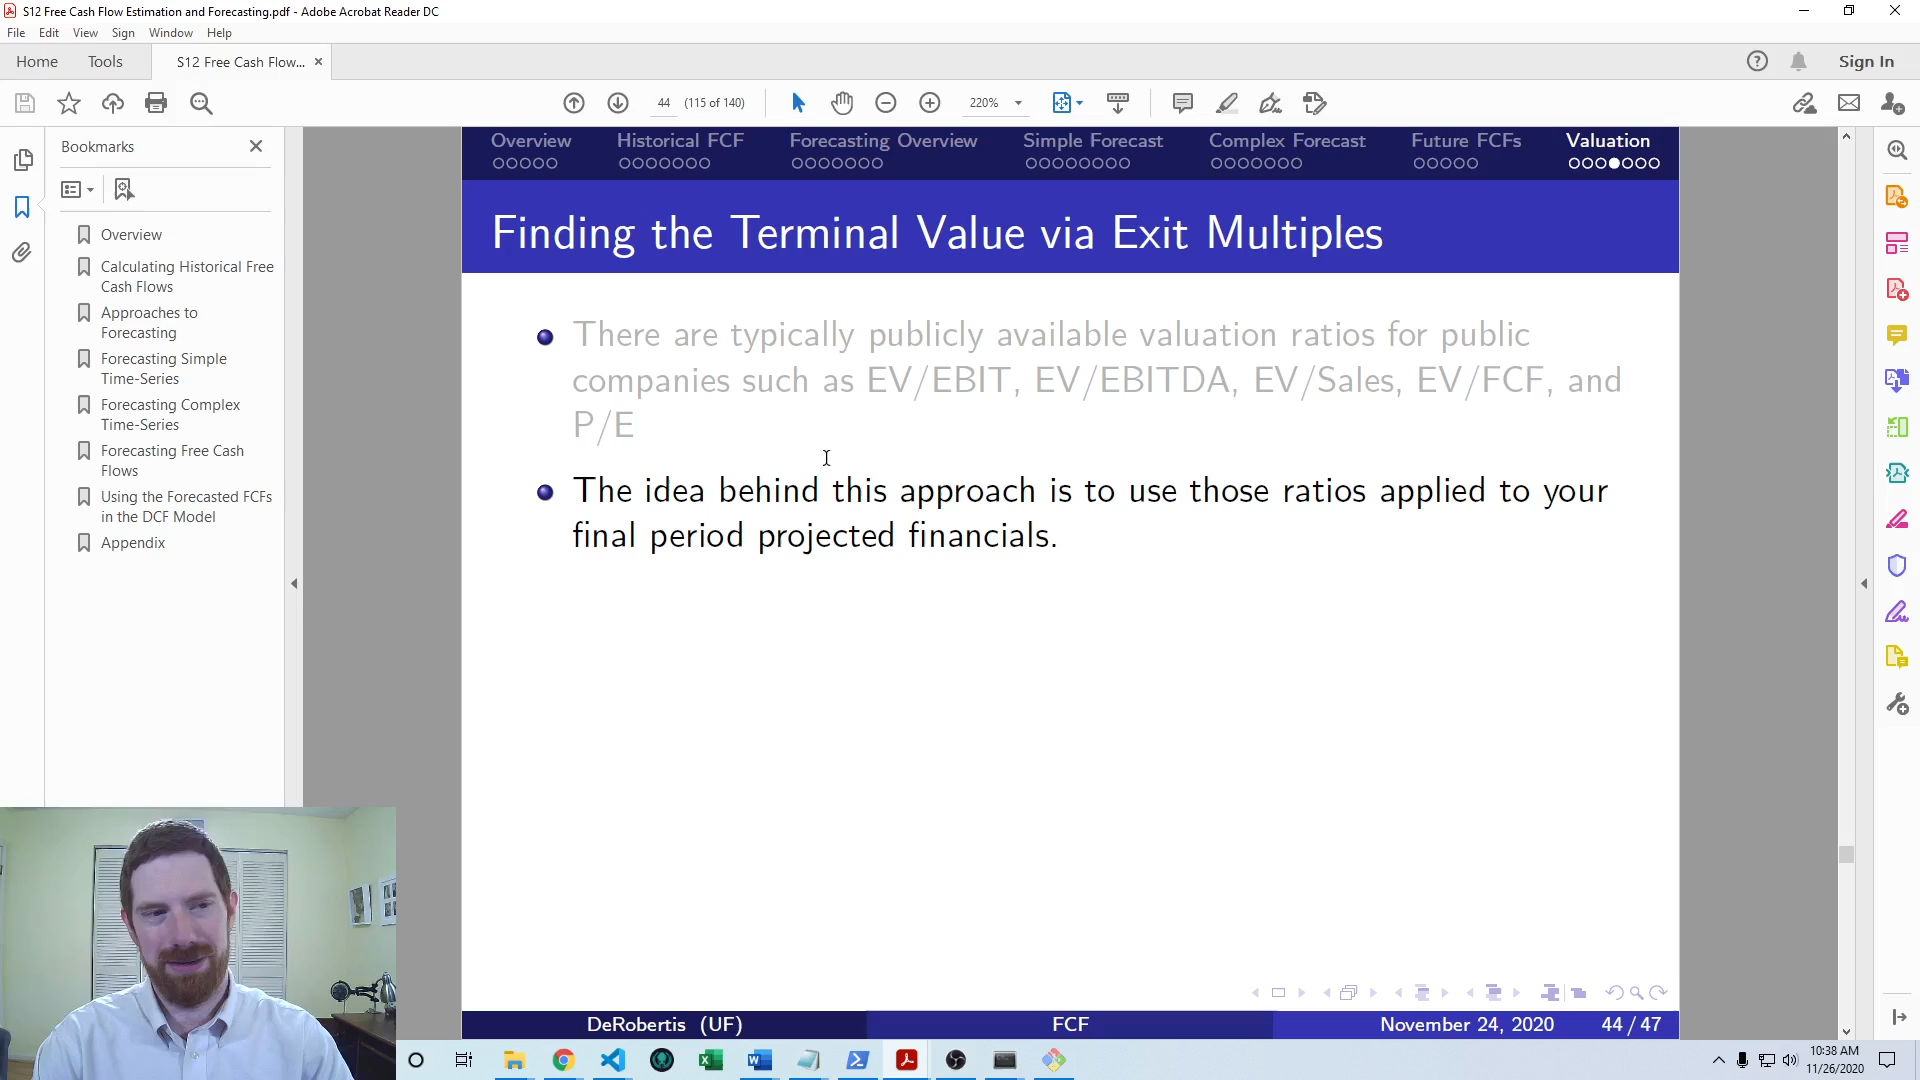 S12 Free Cash Flow Estimation and Forecasting.pdf - Adobe Acrobat Reader DC
File Edit View Sign Window Help
Home Tools S12 Free Cash Flow... × Sign In
44 (115 of 140) 220%
Bookmarks
Overview
Calculating Historical Free
Cash Flows
Approaches to
Forecasting
Forecasting Simple
Time-Series
Forecasting Complex
Time-Series
Forecasting Free Cash
Flows
Using the Forecasted FCFs
in the DCF Model
Appendix
Overview Historical FCF Forecasting Overview Simple Forecast Complex Forecast Future FCFs Valuation
Finding the Terminal Value via Exit Multiples
There are typically publicly available valuation ratios for public
companies such as EV/EBIT, EV/EBITDA, EV/Sales, EV/FCF, and
P/E
The idea behind this approach is to use those ratios applied to your
final period projected financials.
DeRobertis (UF) FCF November 24, 2020 44 / 47
10:38 AM
11/26/2020